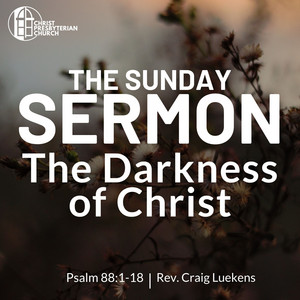 CHRIST
PRESBYTERIAN
CHURCH
THE SUNDAY
SERMON
The Darkness
of Christ
Psalm 88:1-18 | Rev. Craig Luekens